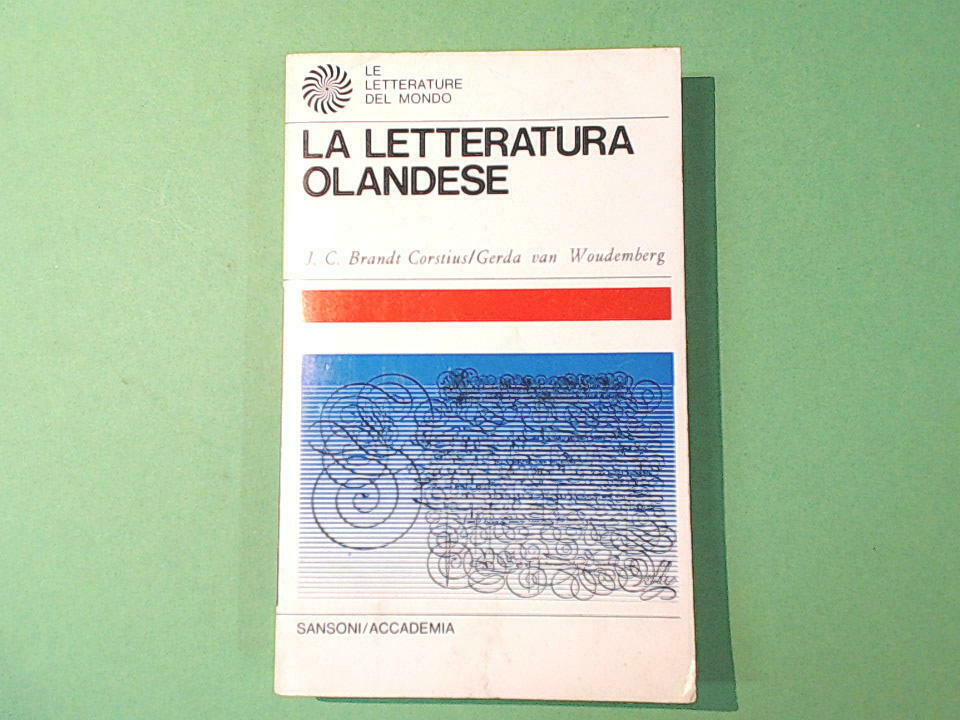 LE
LETTERATURE
DEL MONDO
LA LETTERATURA
OLANDESE
J. C. Brandt Corstius/Gerda van Woudemberg
SANSONI/ACCADEMIA